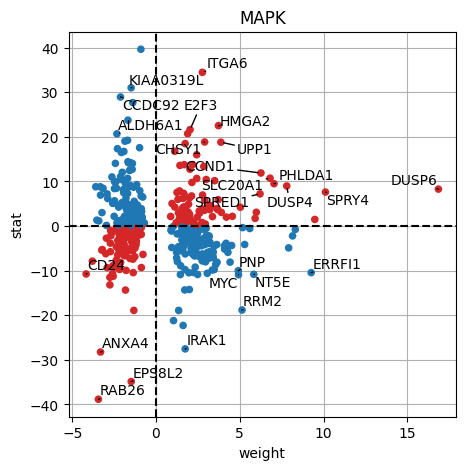 MAPK
40
30
20
10
0
−10
−20
−30
−40
stat
ITGA6
KIAA0319L
CCDC92 E2F3
ALDH6A1
HMGA2
CHSY1
UPP1
CCND1
PHLDA1
DUSP6
SLC20A1
SPRED1
DUSP4
SPRY4
CD24
PNP
ERRFI1
MYC
NT5E
RRM2
ANXA4
IRAK1
EPS8L2
RAB26
−5 0 5 10 15
weight